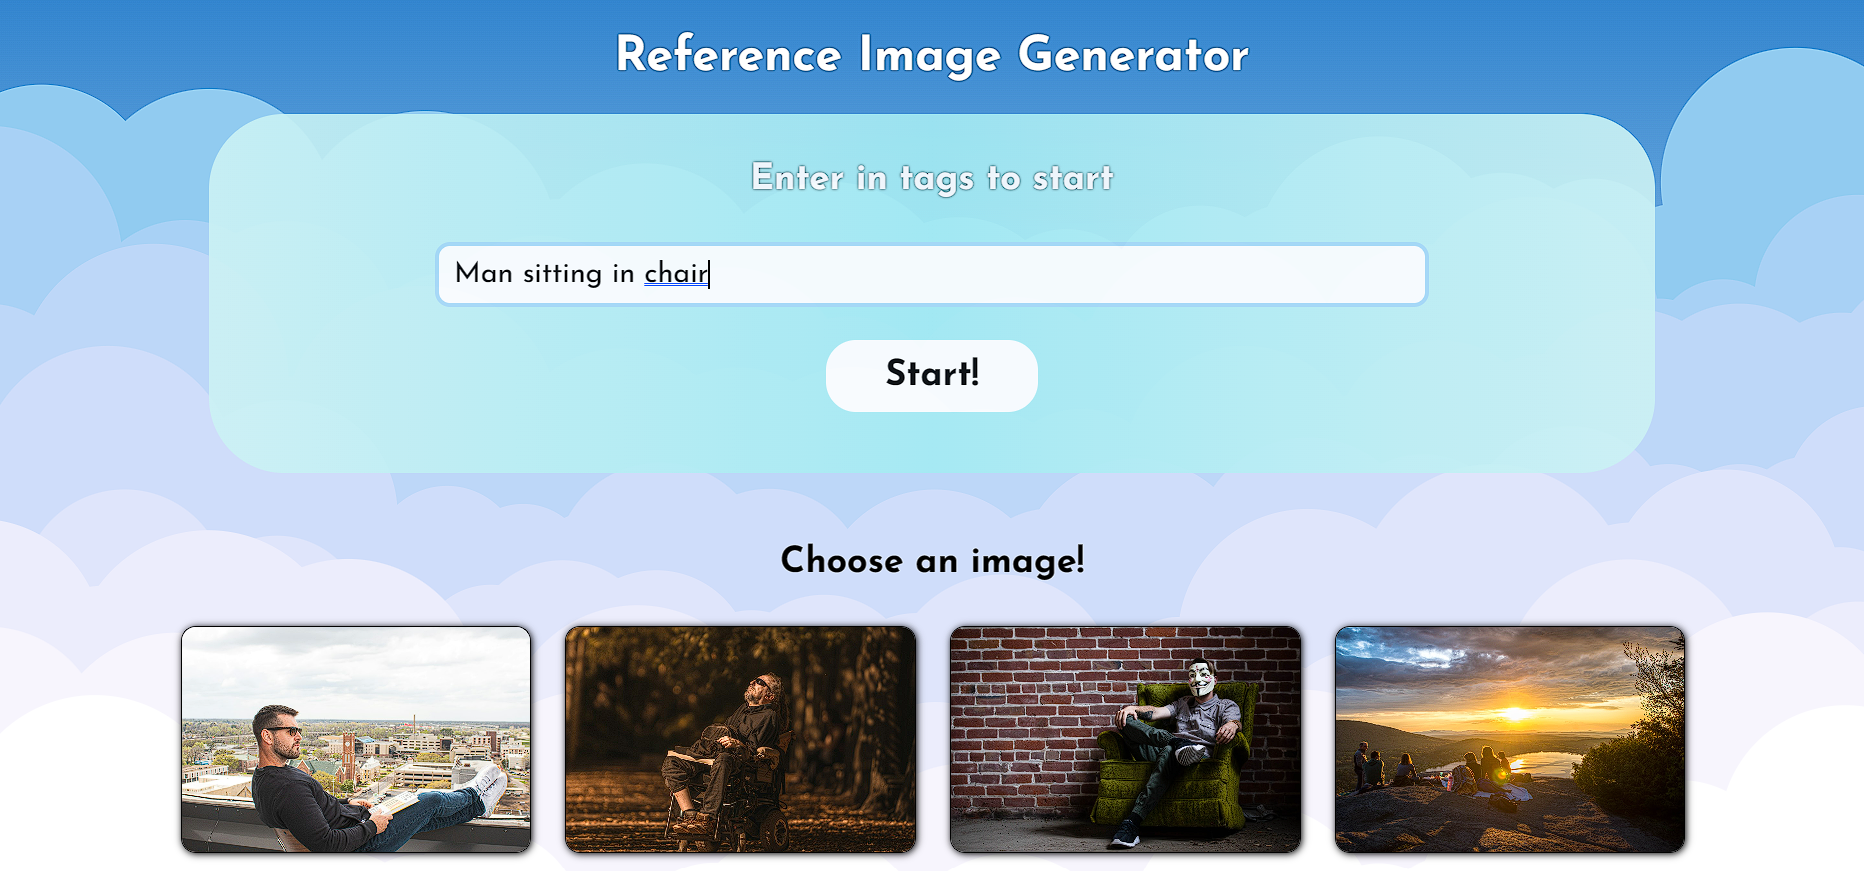 Reference Image Generator
Enter in tags to start
Man sitting in chair
Start!
Choose an image!